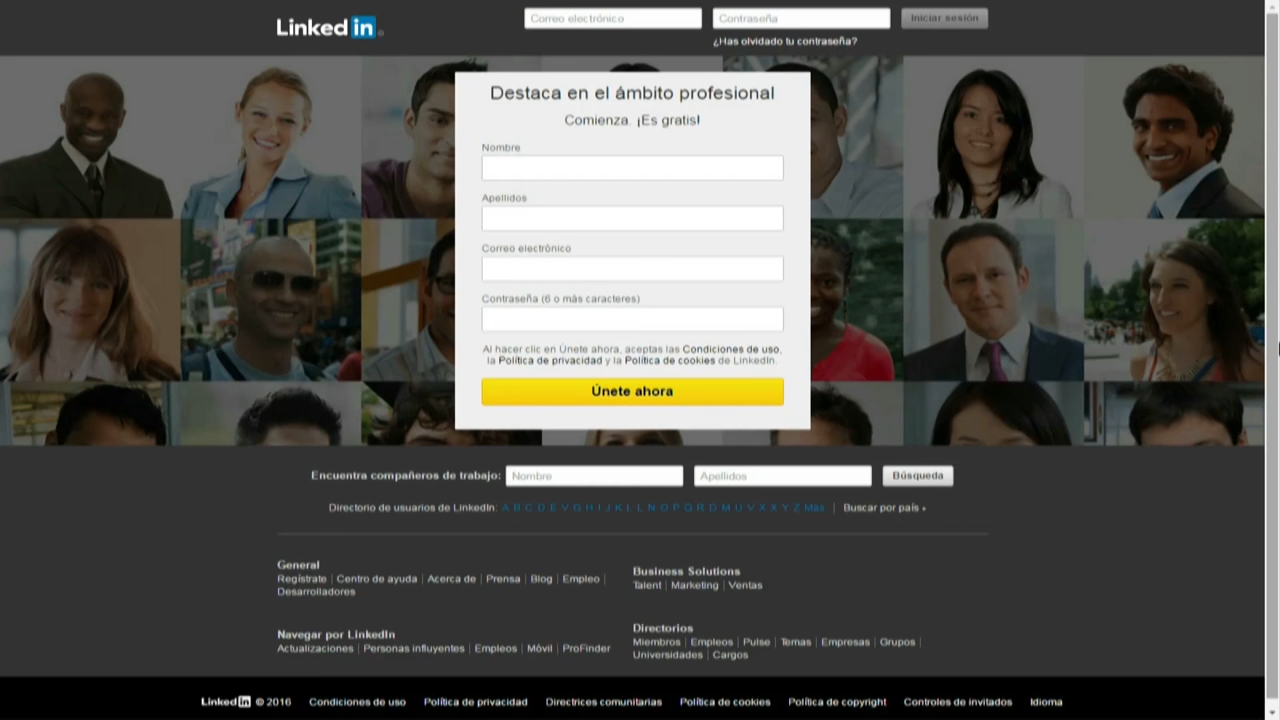 LinkedIn
Correo electrónico
Contraseña
Iniciar sesión
¿Has olvidado tu contraseña?
Destaca en el ámbito profesional
Comienza. ¡Es gratis!
Nombre
Apellidos
Correo electrónico
Contraseña (6 o más caracteres)
Al hacer clic en Únete ahora, aceptas las Condiciones de uso,
la Política de privacidad y la Política de cookies de LinkedIn.
Únete ahora
Encuentra compañeros de trabajo: Nombre Apellidos Búsqueda
Directorio de usuarios de LinkedIn: Más | Buscar por país
General
Regístrate | Centro de ayuda | Acerca de | Prensa | Blog | Empleo |
Desarrolladores
Business Solutions
Talent | Marketing | Ventas
Navegar por LinkedIn
Actualizaciones | Personas influyentes | Empleos | Móvil | ProFinder
Directorios
Miembros | Empleos | Pulse | Temas | Empresas | Grupos |
Universidades | Cargos
LinkedIn © 2016 Condiciones de uso Política de privacidad Directrices comunitarias Política de cookies Política de copyright Controles de invitados Idioma